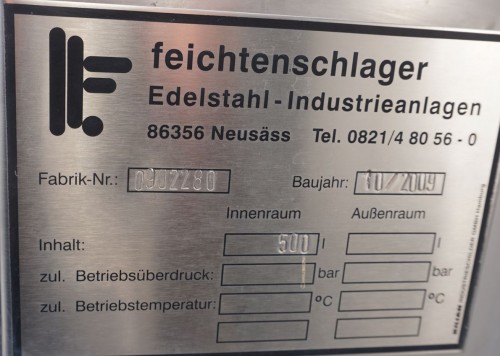 feichtenschlager
Edelstahl-Industrieanlagen
86356 Neusäss Tel. 0821/4 80 56 - 0
Fabrik-Nr.: 0902280 Baujahr: 10/2009
Innenraum Außenraum
Inhalt: 500 l l
zul. Betriebsüberdruck: bar bar
zul. Betriebstemperatur: °C °C